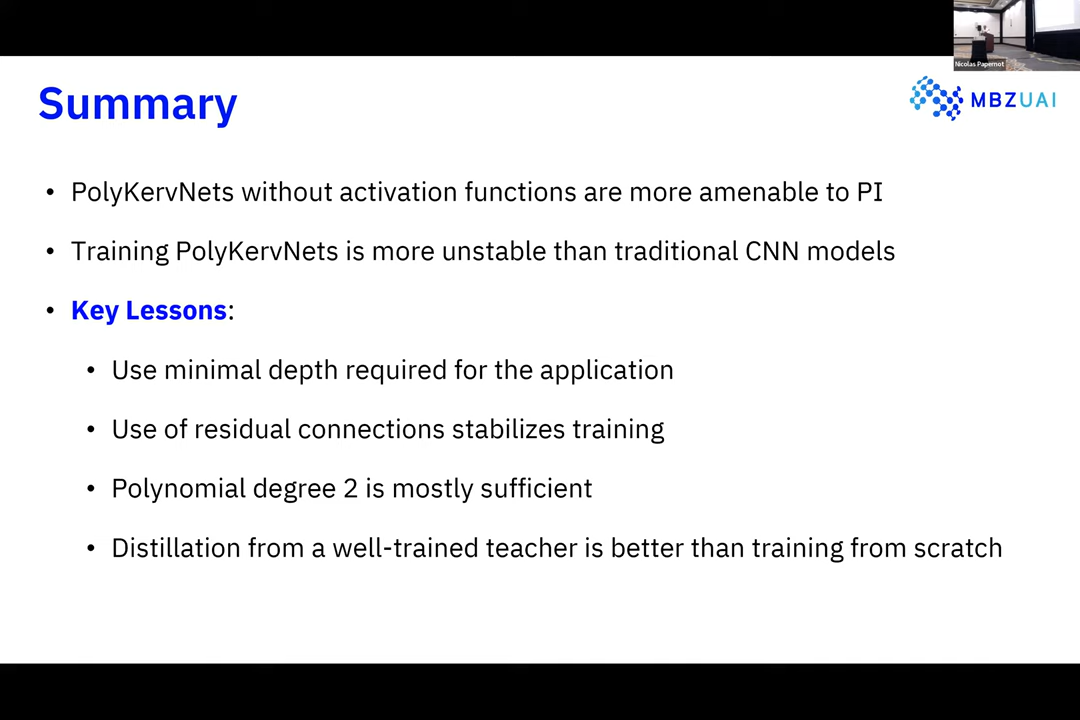 Nicolas Papernot
Summary
MBZUAI
• PolyKervNets without activation functions are more amenable to PI
• Training PolyKervNets is more unstable than traditional CNN models
• Key Lessons:
• Use minimal depth required for the application
• Use of residual connections stabilizes training
• Polynomial degree 2 is mostly sufficient
• Distillation from a well-trained teacher is better than training from scratch